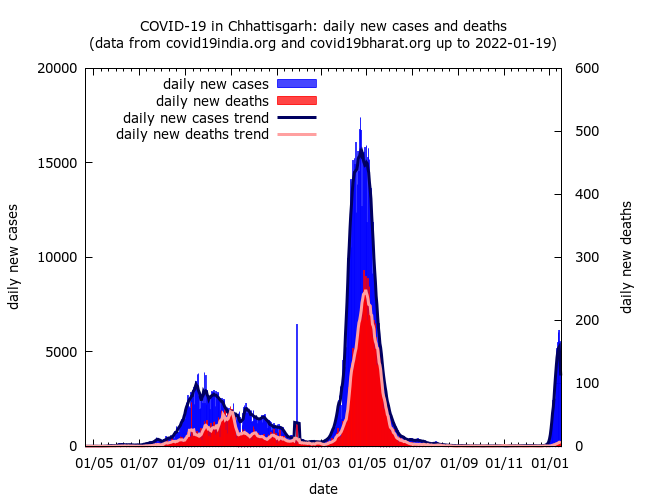 COVID-19 in Chhattisgarh: daily new cases and deaths
(data from covid19india.org and covid19bharat.org up to 2022-01-19)
20000
15000
10000
5000
0
daily new cases
600
500
400
300
200
100
0
daily new deaths
daily new cases
daily new deaths
daily new cases trend
daily new deaths trend
01/05 01/07 01/09 01/11 01/01 01/03 01/05 01/07 01/09 01/11 01/01
date